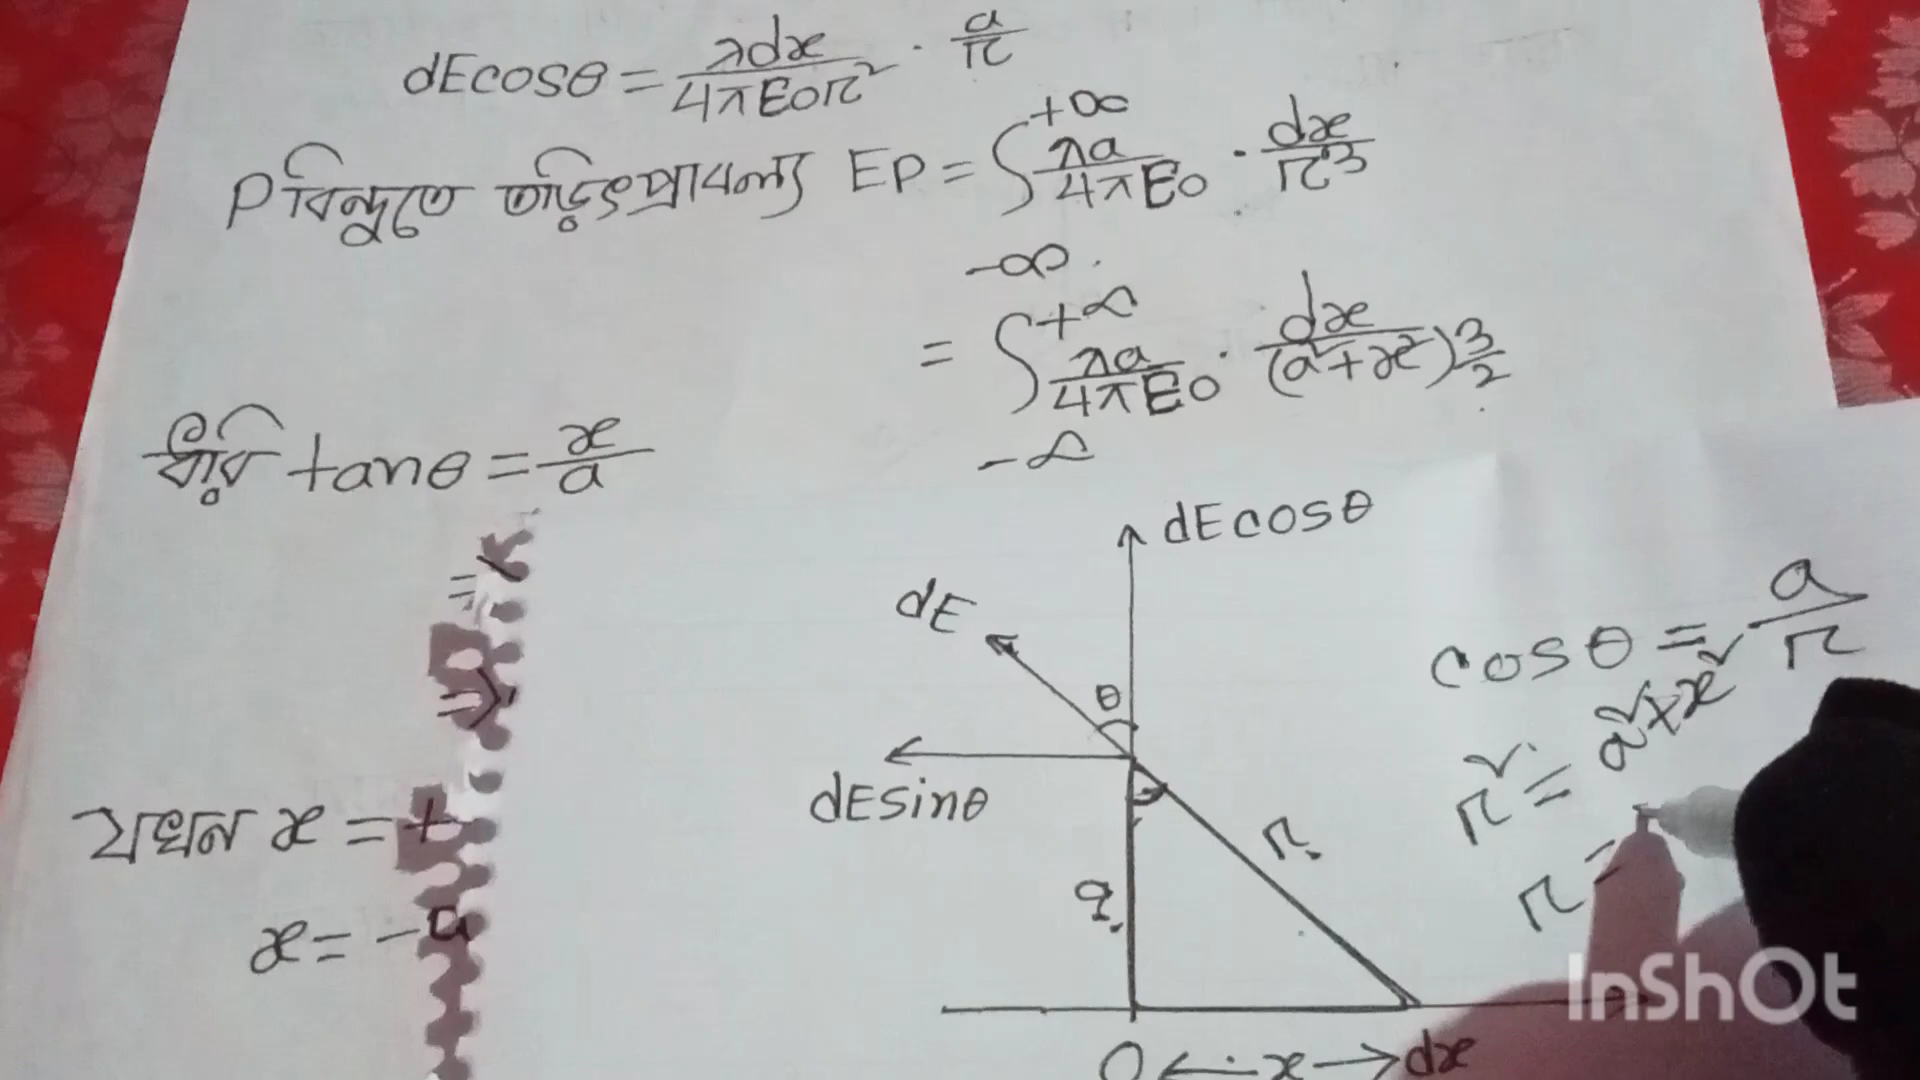 dEcosθ = λdx/4πε0r² · a/r
P বিন্দুতে তড়িৎপ্রাবল্য EP = ∫ +∞ -∞ λa/4πε0 · dx/r³
= ∫ +∞ -∞ λa/4πε0 · dx/(a²+x²)3/2
ধরি tanθ = x/a
=
=>
যখন x = +
x = -
dEcosθ
dE
θ
dEsinθ
r
a
O ← x → dx
cosθ = a/r
r² = a²+x²
r =
InShOt